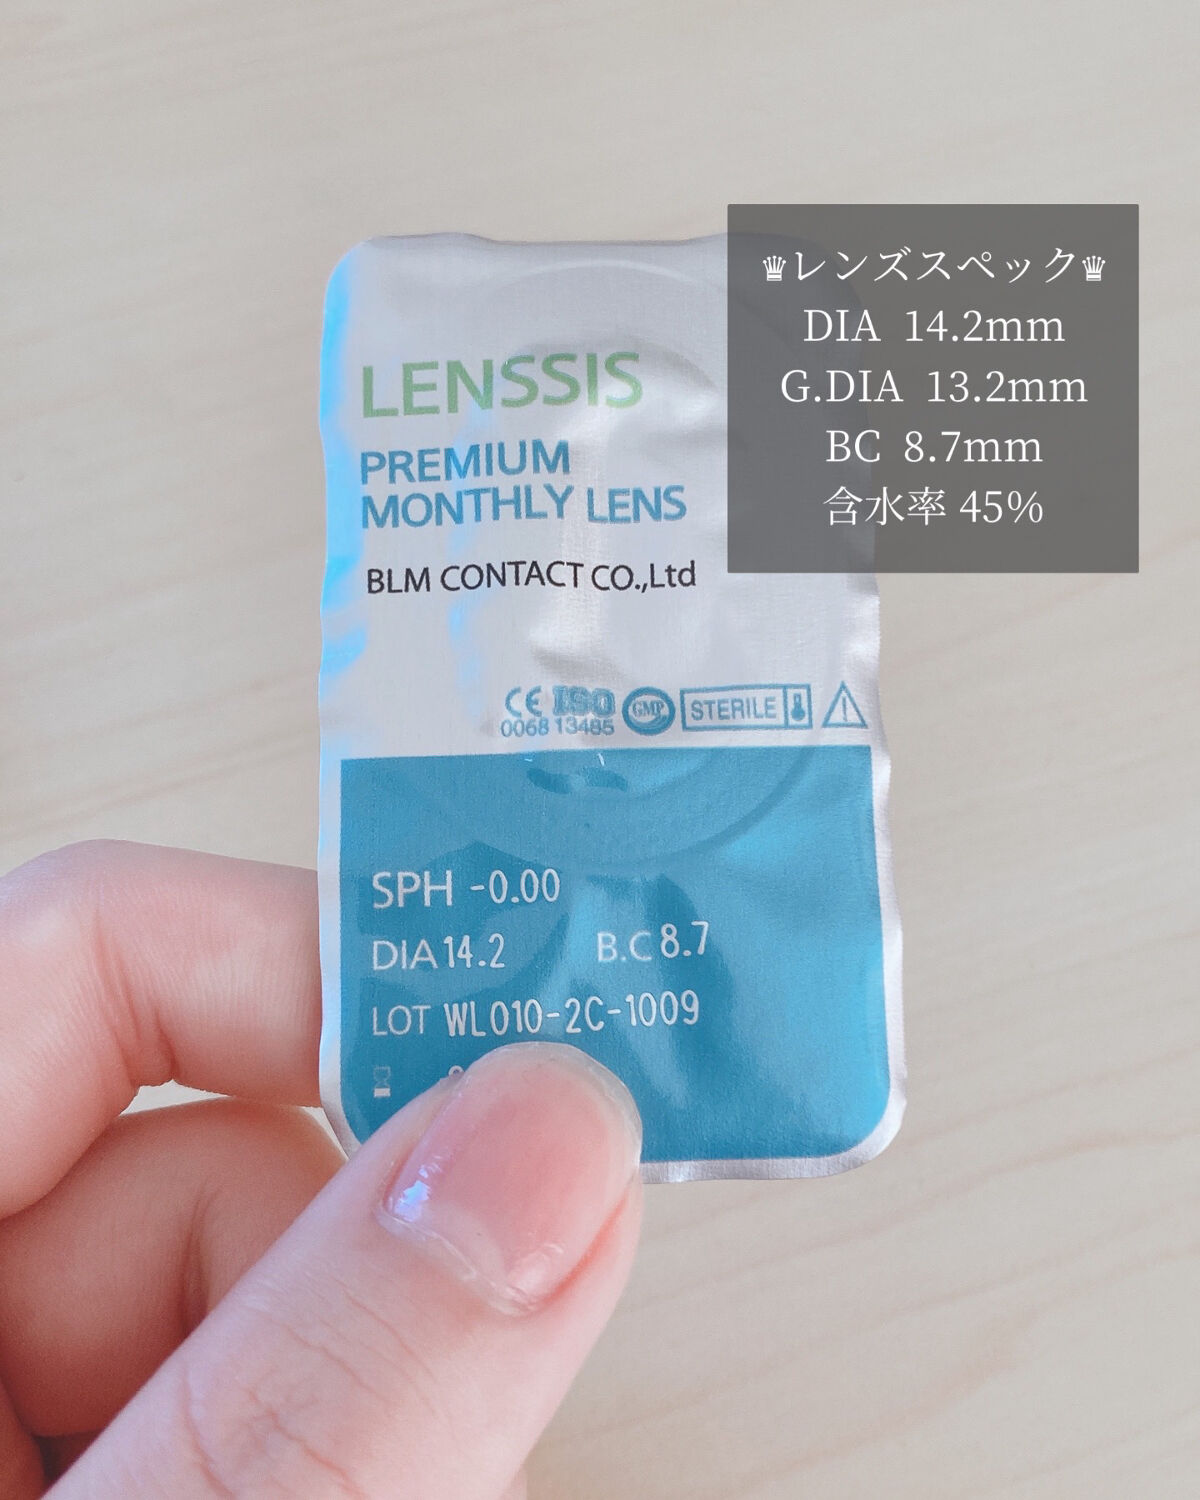 ♛レンズスペック♛
DIA 14.2mm
G.DIA 13.2mm
BC 8.7mm
含水率 45%
LENSSIS
PREMIUM
MONTHLY LENS
BLM CONTACT CO.,Ltd
CE ISO GMP STERILE
0068 13485
SPH -0.00
DIA 14.2 B.C 8.7
LOT WL010-2C-1009